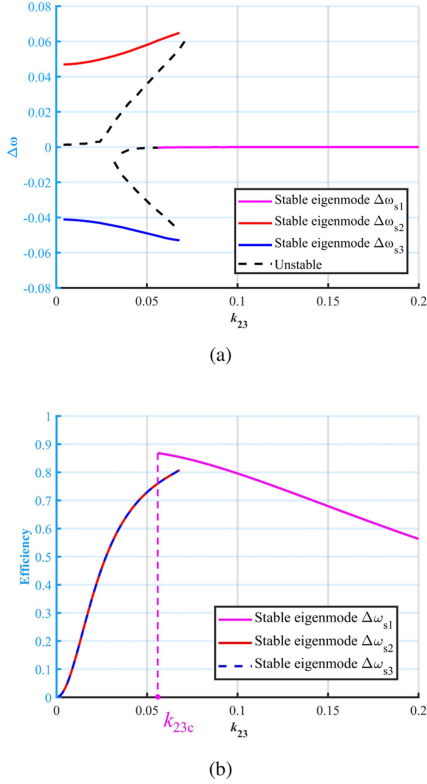 (a)
0.08
0.06
0.04
0.02
0
-0.02
-0.04
-0.06
-0.08
Δω
Stable eigenmode Δωs1
Stable eigenmode Δωs2
Stable eigenmode Δωs3
Unstable
0
0.05
0.1
0.15
0.2
k23
(a)
1
0.9
0.8
0.7
0.6
0.5
0.4
0.3
0.2
0.1
0
Efficiency
Stable eigenmode Δωs1
Stable eigenmode Δωs2
Stable eigenmode Δωs3
0
0.05
0.1
0.15
0.2
k23c
k23
(b)